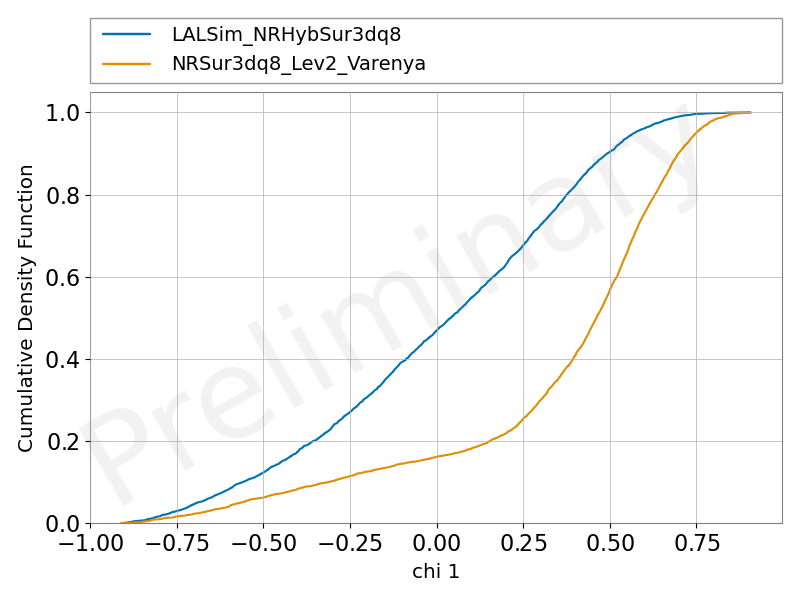 LALSim_NRHybSur3dq8
NRSur3dq8_Lev2_Varenya
Preliminary
Cumulative Density Function
1.0
0.8
0.6
0.4
0.2
0.0
−1.00 −0.75 −0.50 −0.25 0.00 0.25 0.50 0.75
chi 1